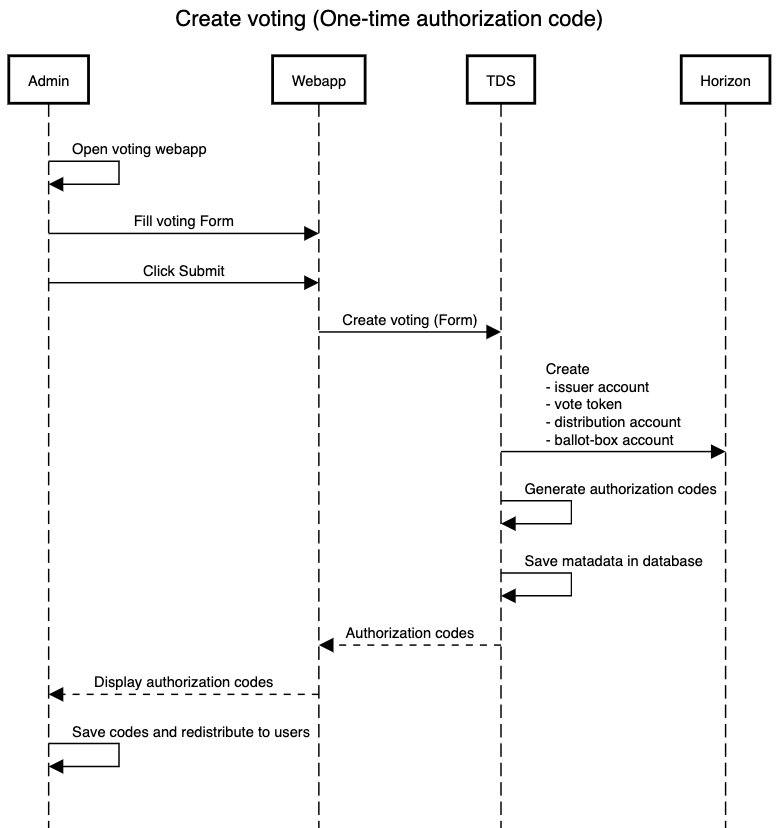 Create voting (One-time authorization code)
Admin
Webapp
TDS
Horizon
Open voting webapp
Fill voting Form
Click Submit
Create voting (Form)
Create
- issuer account
- vote token
- distribution account
- ballot-box account
Generate authorization codes
Save matadata in database
Authorization codes
Display authorization codes
Save codes and redistribute to users